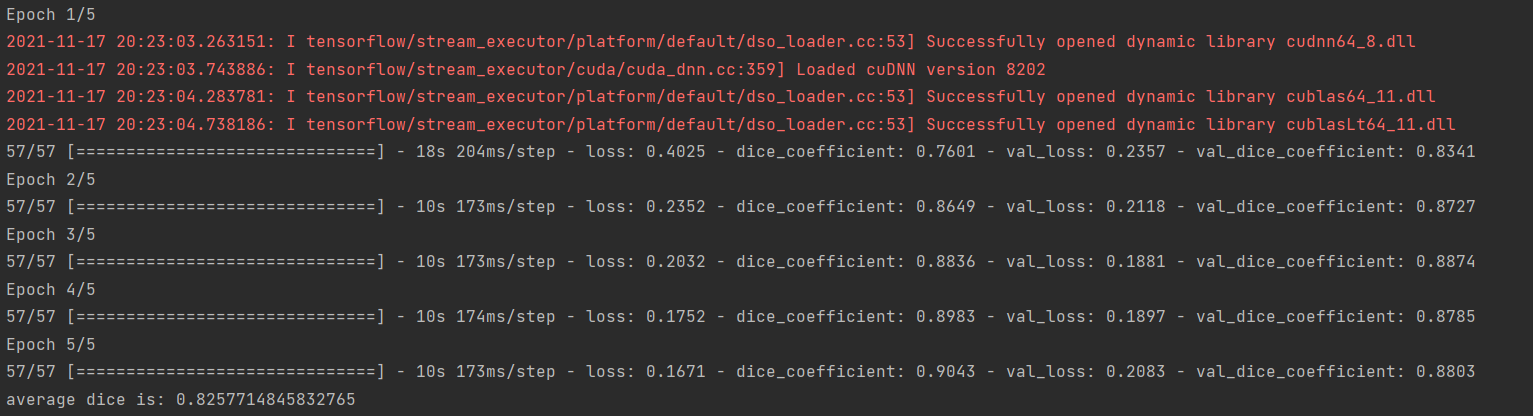 Epoch 1/5
2021-11-17 20:23:03.263151: I tensorflow/stream_executor/platform/default/dso_loader.cc:53] Successfully opened dynamic library cudnn64_8.dll
2021-11-17 20:23:03.743886: I tensorflow/stream_executor/cuda/cuda_dnn.cc:359] Loaded cuDNN version 8202
2021-11-17 20:23:04.283781: I tensorflow/stream_executor/platform/default/dso_loader.cc:53] Successfully opened dynamic library cublas64_11.dll
2021-11-17 20:23:04.738186: I tensorflow/stream_executor/platform/default/dso_loader.cc:53] Successfully opened dynamic library cublasLt64_11.dll
57/57 [==============================] - 18s 204ms/step - loss: 0.4025 - dice_coefficient: 0.7601 - val_loss: 0.2357 - val_dice_coefficient: 0.8341
Epoch 2/5
57/57 [==============================] - 10s 173ms/step - loss: 0.2352 - dice_coefficient: 0.8649 - val_loss: 0.2118 - val_dice_coefficient: 0.8727
Epoch 3/5
57/57 [==============================] - 10s 173ms/step - loss: 0.2032 - dice_coefficient: 0.8836 - val_loss: 0.1881 - val_dice_coefficient: 0.8874
Epoch 4/5
57/57 [==============================] - 10s 174ms/step - loss: 0.1752 - dice_coefficient: 0.8983 - val_loss: 0.1897 - val_dice_coefficient: 0.8785
Epoch 5/5
57/57 [==============================] - 10s 173ms/step - loss: 0.1671 - dice_coefficient: 0.9043 - val_loss: 0.2083 - val_dice_coefficient: 0.8803
average dice is: 0.8257714845832765